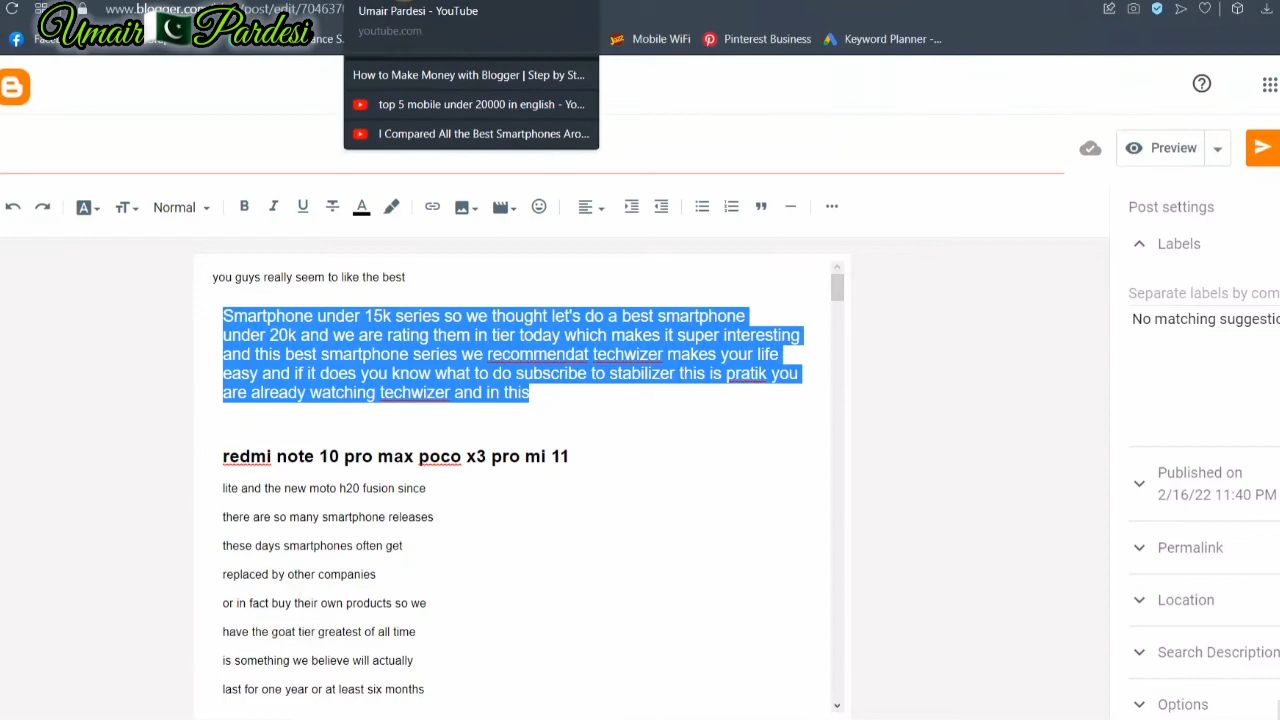 www.blogger.com/blog/post/edit/704637
Umair Pardesi
Umair Pardesi - YouTube
youtube.com
Mobile WiFi
Pinterest Business
Keyword Planner -...
How to Make Money with Blogger | Step by St...
top 5 mobile under 20000 in english - Yo...
I Compared All the Best Smartphones Aro...
Preview
Normal
Post settings
Labels
Separate labels by com
No matching suggestio
Published on
2/16/22 11:40 PM
Permalink
Location
Search Description
Options
you guys really seem to like the best
Smartphone under 15k series so we thought let's do a best smartphone
under 20k and we are rating them in tier today which makes it super interesting
and this best smartphone series we recommendat techwizer makes your life
easy and if it does you know what to do subscribe to stabilizer this is pratik you
are already watching techwizer and in this
redmi note 10 pro max poco x3 pro mi 11
lite and the new moto h20 fusion since
there are so many smartphone releases
these days smartphones often get
replaced by other companies
or in fact buy their own products so we
have the goat tier greatest of all time
is something we believe will actually
last for one year or at least six months